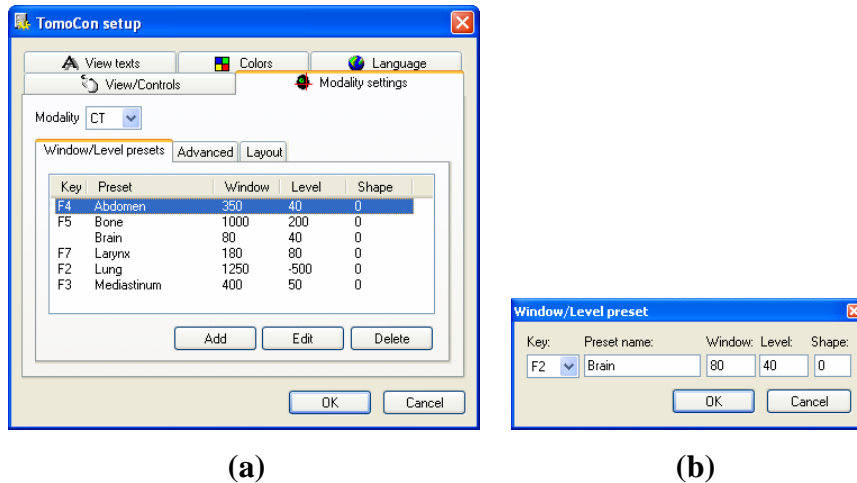 TomoCon setup
View texts Colors Language
View/Controls Modality settings
Modality CT
Window/Level presets Advanced Layout
Key Preset Window Level Shape
F4 Abdomen 350 40 0
F5 Bone 1000 200 0
Brain 80 40 0
F7 Larynx 180 80 0
F2 Lung 1250 -500 0
F3 Mediastinum 400 50 0
Add Edit Delete
OK Cancel
Window/Level preset
Key: Preset name: Window: Level: Shape:
F2 Brain 80 40 0
OK Cancel
(a) (b)